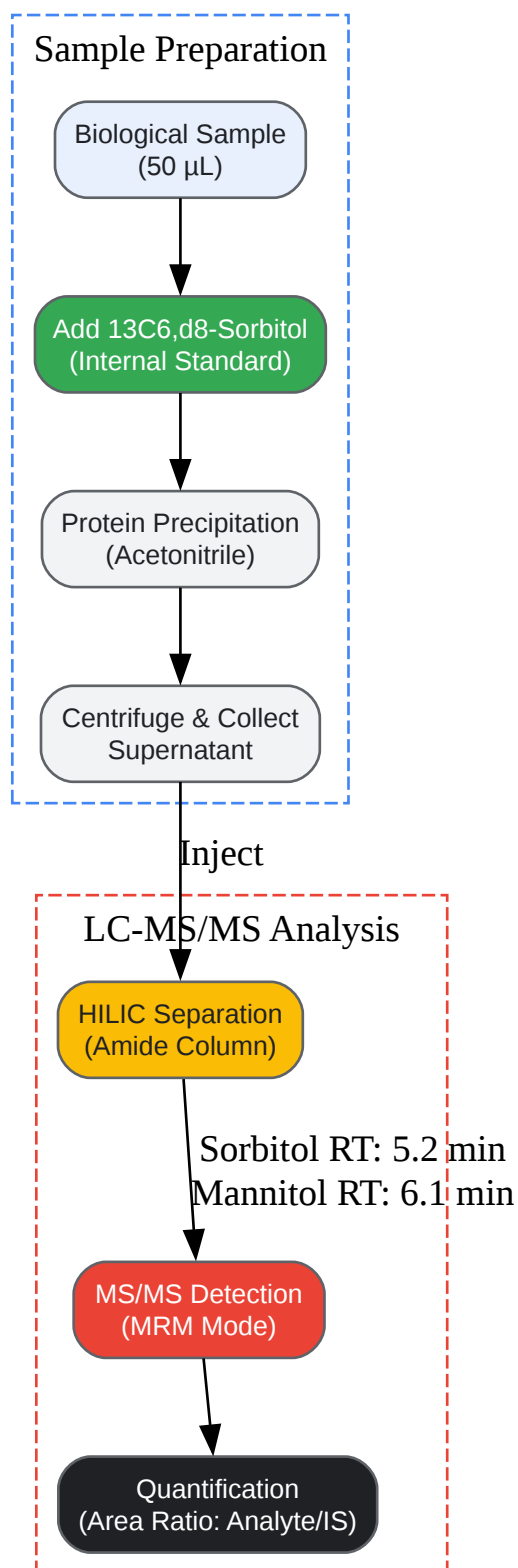 Sample Preparation
Biological Sample
(50 µL)
Add 13C6,d8-Sorbitol
(Internal Standard)
Protein Precipitation
(Acetonitrile)
Centrifuge & Collect
Supernatant
Inject
LC-MS/MS Analysis
HILIC Separation
(Amide Column)
Sorbitol RT: 5.2 min
Mannitol RT: 6.1 min
MS/MS Detection
(MRM Mode)
Quantification
(Area Ratio: Analyte/IS)